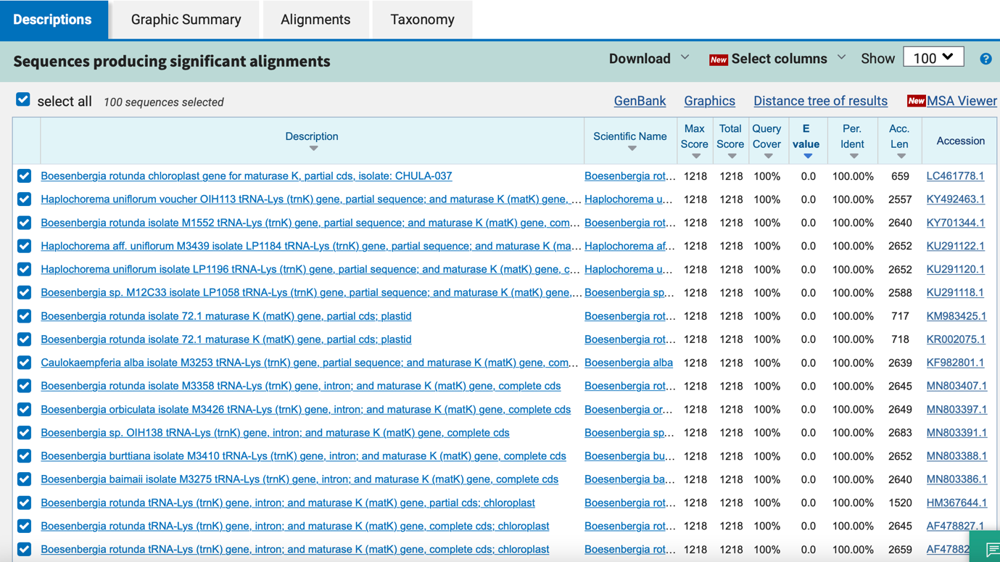 Descriptions Graphic Summary Alignments Taxonomy
Sequences producing significant alignments Download New Select columns Show 100 ?
select all 100 sequences selected GenBank Graphics Distance tree of results New MSA Viewer
Description Scientific Name Max Score Total Score Query Cover E value Per. Ident Acc. Len Accession
Boesenbergia rotunda chloroplast gene for maturase K, partial cds, isolate: CHULA-037 Boesenbergia rot... 1218 1218 100% 0.0 100.00% 659 LC461778.1
Haplochorema uniflorum voucher OIH113 tRNA-Lys (trnK) gene, partial sequence; and maturase K (matK) gene, ... Haplochorema u... 1218 1218 100% 0.0 100.00% 2557 KY492463.1
Boesenbergia rotunda isolate M1552 tRNA-Lys (trnK) gene, partial sequence; and maturase K (matK) gene, com... Boesenbergia rot... 1218 1218 100% 0.0 100.00% 2640 KY701344.1
Haplochorema aff. uniflorum M3439 isolate LP1184 tRNA-Lys (trnK) gene, partial sequence; and maturase K (ma... Haplochorema af... 1218 1218 100% 0.0 100.00% 2652 KU291122.1
Haplochorema uniflorum isolate LP1196 tRNA-Lys (trnK) gene, partial sequence; and maturase K (matK) gene, c... Haplochorema u... 1218 1218 100% 0.0 100.00% 2652 KU291120.1
Boesenbergia sp. M12C33 isolate LP1058 tRNA-Lys (trnK) gene, partial sequence; and maturase K (matK) gene,... Boesenbergia sp... 1218 1218 100% 0.0 100.00% 2588 KU291118.1
Boesenbergia rotunda isolate 72.1 maturase K (matK) gene, partial cds; plastid Boesenbergia rot... 1218 1218 100% 0.0 100.00% 717 KM983425.1
Boesenbergia rotunda isolate 72.1 maturase K (matK) gene, partial cds; plastid Boesenbergia rot... 1218 1218 100% 0.0 100.00% 718 KR002075.1
Caulokaempferia alba isolate M3253 tRNA-Lys (trnK) gene, partial sequence; and maturase K (matK) gene, com... Boesenbergia alba 1218 1218 100% 0.0 100.00% 2639 KF982801.1
Boesenbergia rotunda isolate M3358 tRNA-Lys (trnK) gene, intron; and maturase K (matK) gene, complete cds Boesenbergia rot... 1218 1218 100% 0.0 100.00% 2645 MN803407.1
Boesenbergia orbiculata isolate M3426 tRNA-Lys (trnK) gene, intron; and maturase K (matK) gene, complete cds Boesenbergia or... 1218 1218 100% 0.0 100.00% 2649 MN803397.1
Boesenbergia sp. OIH138 tRNA-Lys (trnK) gene, intron; and maturase K (matK) gene, complete cds Boesenbergia sp... 1218 1218 100% 0.0 100.00% 2683 MN803391.1
Boesenbergia burttiana isolate M3410 tRNA-Lys (trnK) gene, intron; and maturase K (matK) gene, complete cds Boesenbergia bu... 1218 1218 100% 0.0 100.00% 2652 MN803388.1
Boesenbergia baimaii isolate M3275 tRNA-Lys (trnK) gene, intron; and maturase K (matK) gene, complete cds Boesenbergia ba... 1218 1218 100% 0.0 100.00% 2640 MN803386.1
Boesenbergia rotunda tRNA-Lys (trnK) gene, intron; and maturase K (matK) gene, partial cds; chloroplast Boesenbergia rot... 1218 1218 100% 0.0 100.00% 1520 HM367644.1
Boesenbergia rotunda tRNA-Lys (trnK) gene, intron; and maturase K (matK) gene, complete cds; chloroplast Boesenbergia rot... 1218 1218 100% 0.0 100.00% 2645 AF478827.1
Boesenbergia rotunda tRNA-Lys (trnK) gene, intron; and maturase K (matK) gene, complete cds; chloroplast Boesenbergia rot... 1218 1218 100% 0.0 100.00% 2659 AF47882